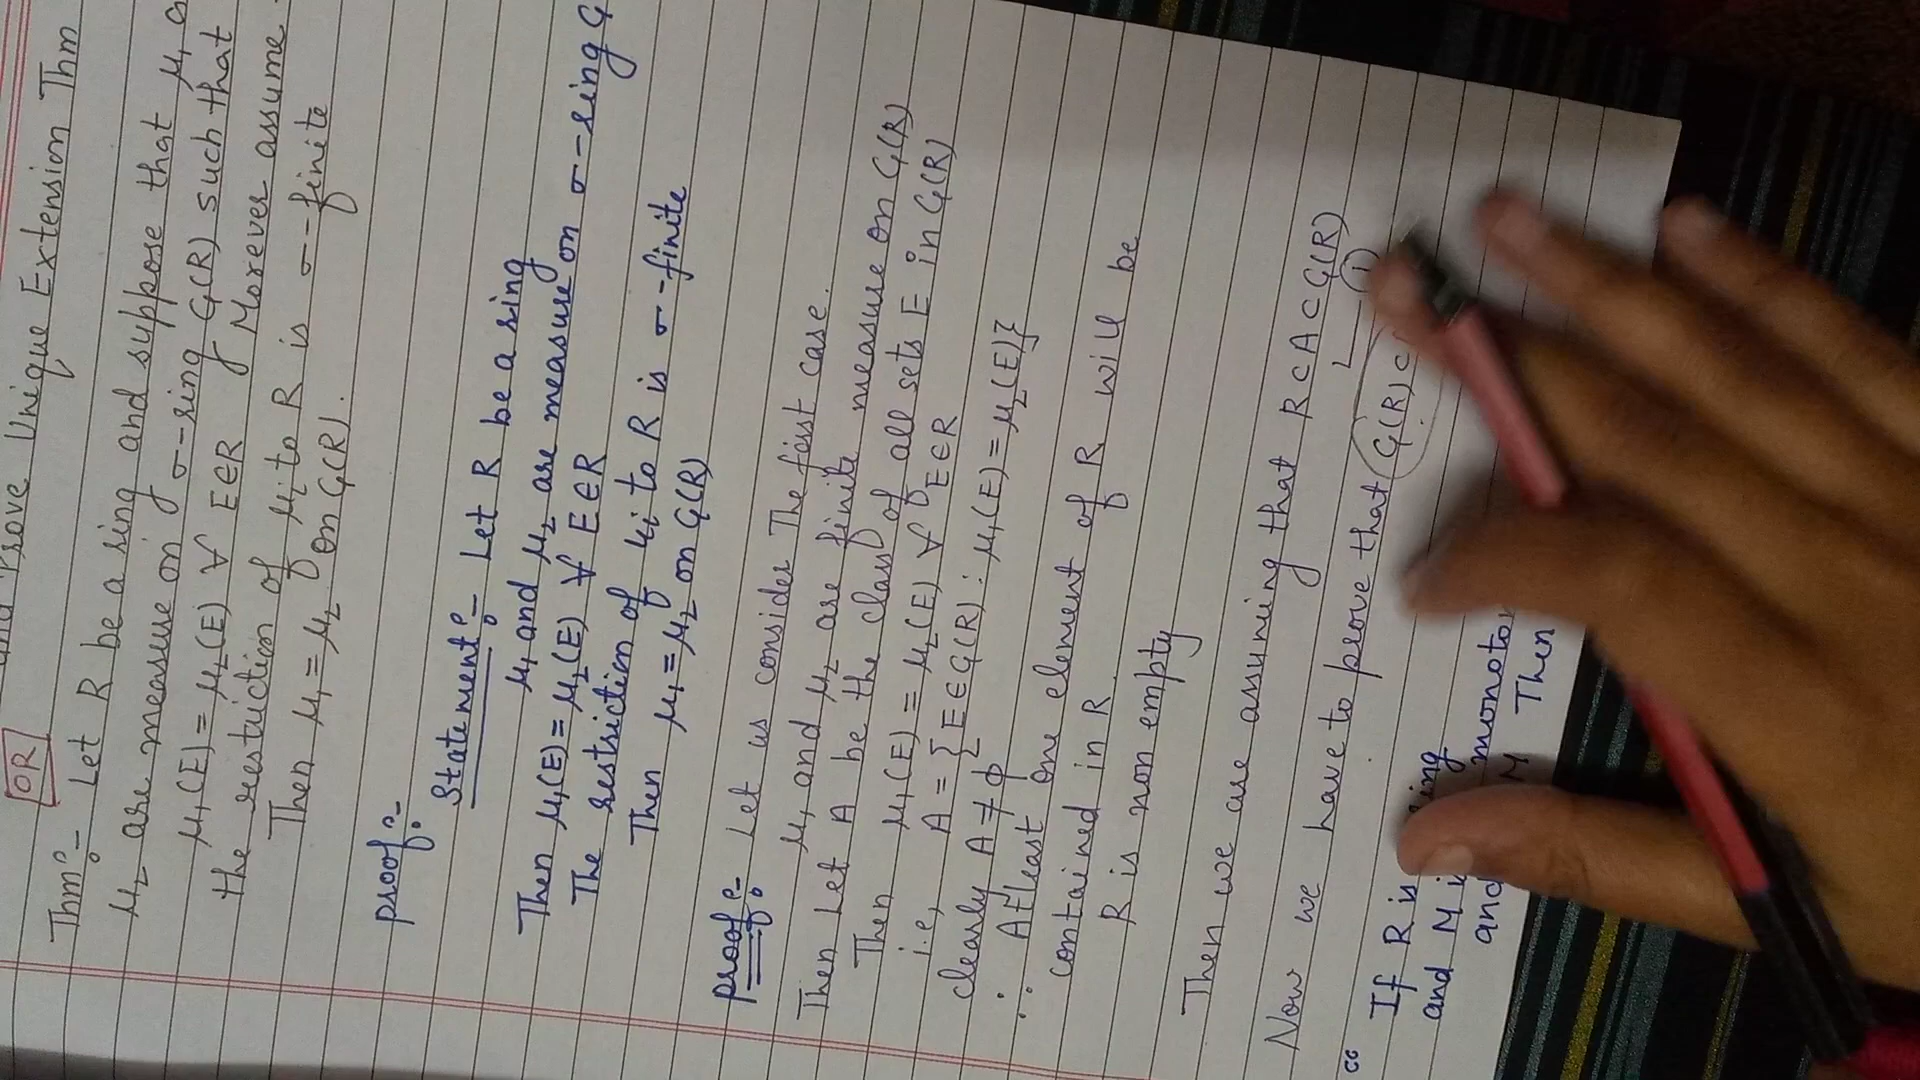 and prove Unique Extension Thm
OR
Thm:- Let R be a ring and suppose that μ₁
μ₂ are measure on σ-ring G(R) such that
μ₁(E) = μ₂(E) ∀ E∈R Morever assume
the restriction of μi to R is σ-finite
Then μ₁ = μ₂ on G(R).
proof:-
Statement:- Let R be a ring
μ₁ and μ₂ are measure on σ-ring G
Then μ₁(E) = μ₂(E) ∀ E∈R
The restriction of μi to R is σ-finite
Then μ₁ = μ₂ on G(R)
proof:- Let us consider The first case.
μ₁ and μ₂ are finite measure on G(R)
Then Let A be the class of all sets E in G(R)
Then μ₁(E) = μ₂(E) ∀ E∈R
i.e, A = {E∈G(R) : μ₁(E) = μ₂(E)}
clearly A ≠ ϕ
∴ Atleast one element of R will be
contained in R
R is non empty
Then we are assuming that R⊂A⊂G(R)
1
Now we have to prove that G(R)⊂
"
If R is ring
and M i monoto
and M Then